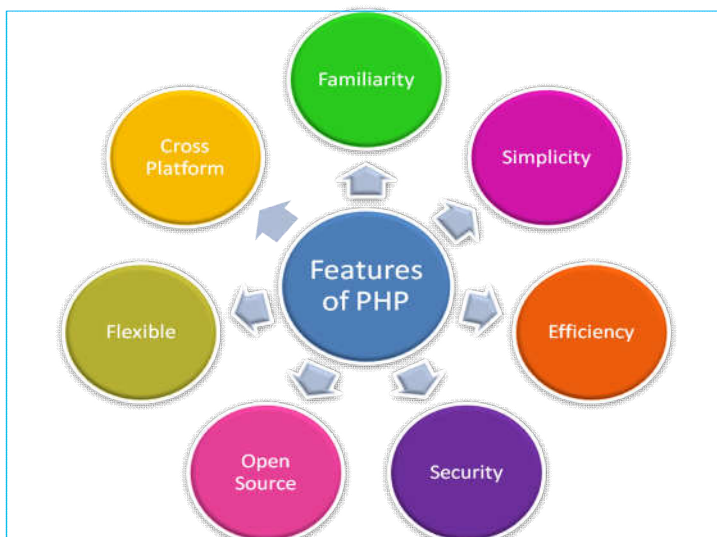 Familiarity
Cross
Platform
Simplicity
Features
of PHP
Flexible
Efficiency
Open
Source
Security